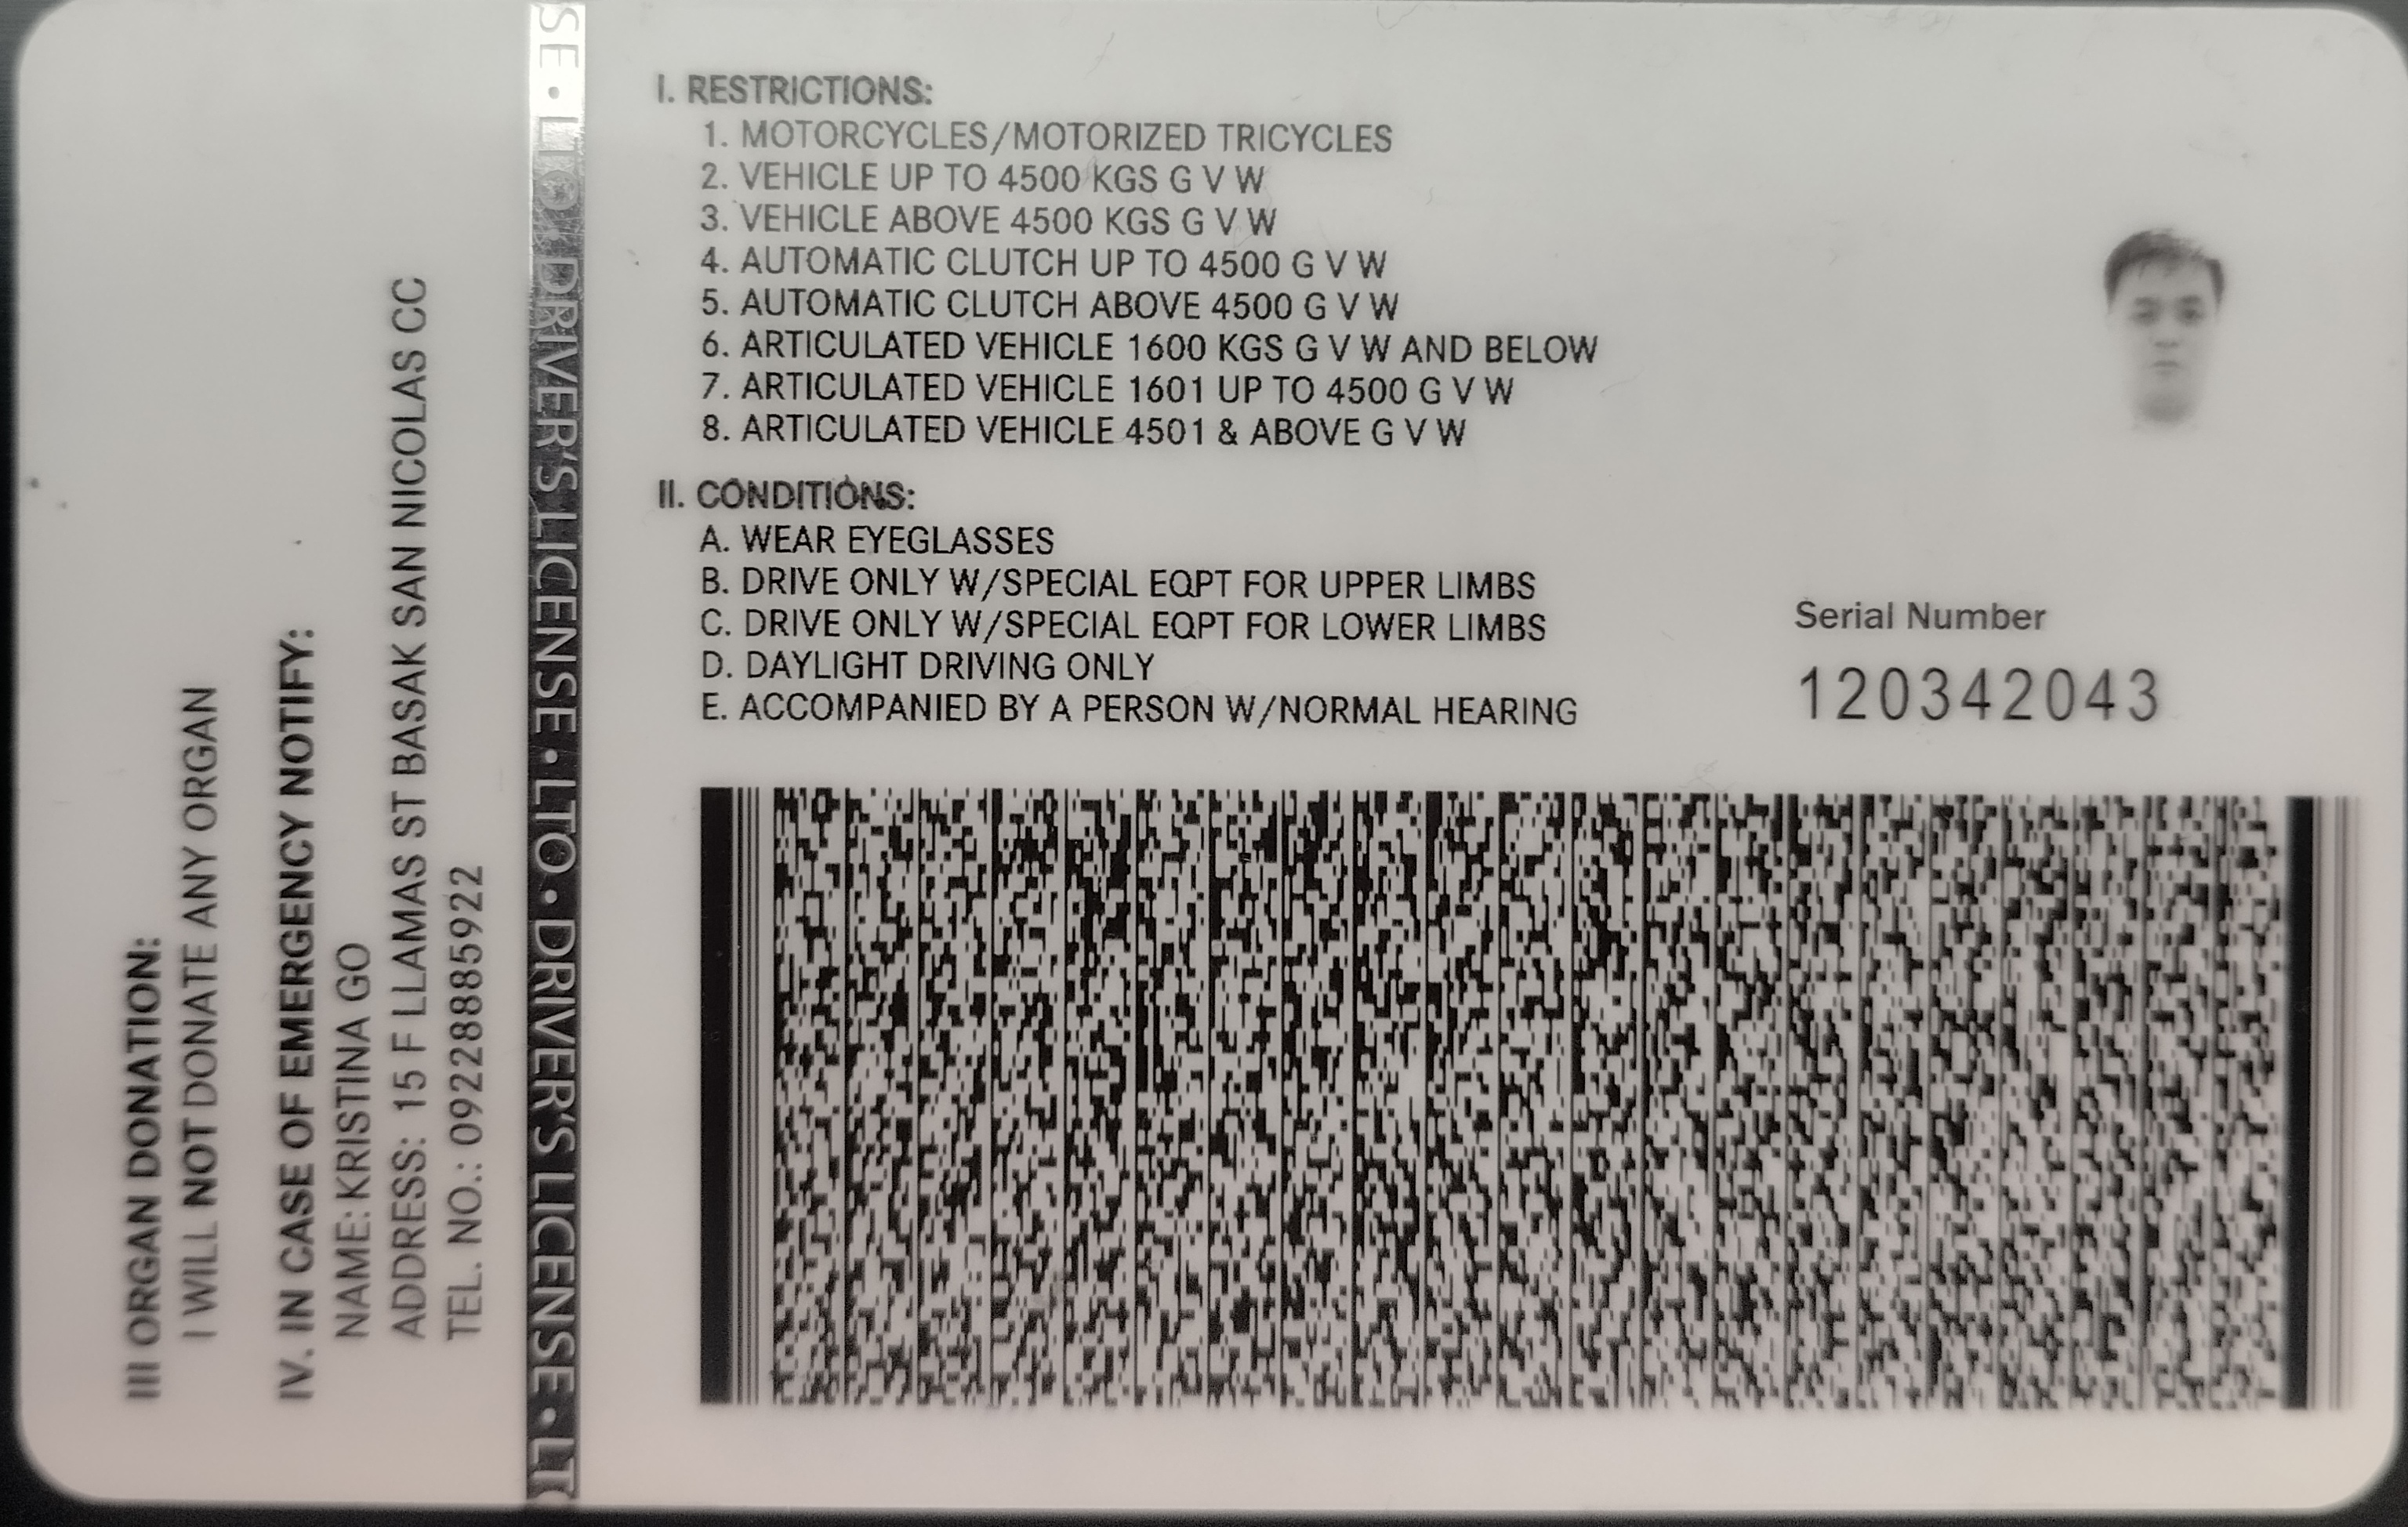 I. RESTRICTIONS:
1. MOTORCYCLES/MOTORIZED TRICYCLES
2. VEHICLE UP TO 4500 KGS G V W
3. VEHICLE ABOVE 4500 KGS G V W
4. AUTOMATIC CLUTCH UP TO 4500 G V W
5. AUTOMATIC CLUTCH ABOVE 4500 G V W
6. ARTICULATED VEHICLE 1600 KGS G V W AND BELOW
7. ARTICULATED VEHICLE 1601 UP TO 4500 G V W
8. ARTICULATED VEHICLE 4501 & ABOVE G V W
II. CONDITIONS:
A. WEAR EYEGLASSES
B. DRIVE ONLY W/SPECIAL EQPT FOR UPPER LIMBS
C. DRIVE ONLY W/SPECIAL EQPT FOR LOWER LIMBS
D. DAYLIGHT DRIVING ONLY
E. ACCOMPANIED BY A PERSON W/NORMAL HEARING
Serial Number
120342043
III ORGAN DONATION:
I WILL NOT DONATE ANY ORGAN
IV. IN CASE OF EMERGENCY NOTIFY:
NAME: KRISTINA GO
ADDRESS: 15 F LLAMAS ST BASAK SAN NICOLAS CC
TEL. NO.: 09228885922
SE • LTO • DRIVER'S LICENSE • LTO • DRIVER'S LICENSE • LTO